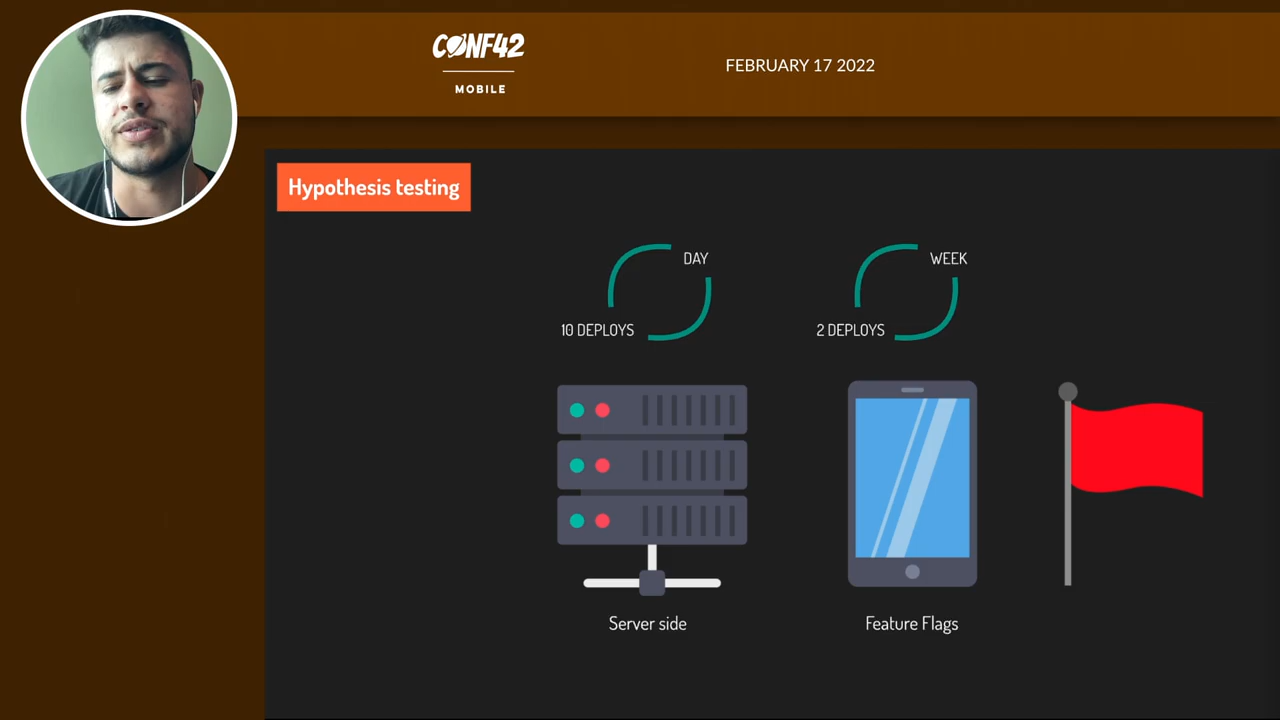 CONF42
MOBILE
FEBRUARY 17 2022
Hypothesis testing
DAY
10 DEPLOYS
WEEK
2 DEPLOYS
Server side
Feature Flags